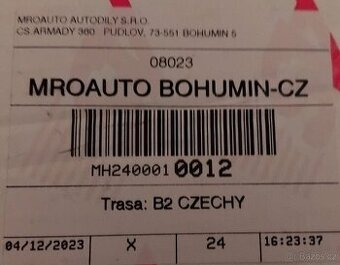 MROAUTO AUTODILY S.R.O.
CS.ARMADY 360 PUDLOV, 73-551 BOHUMIN 5
08023
MROAUTO BOHUMIN-CZ
MH240001 0012
Trasa: B2 CZECHY
04/12/2023 X 24 16:23:37